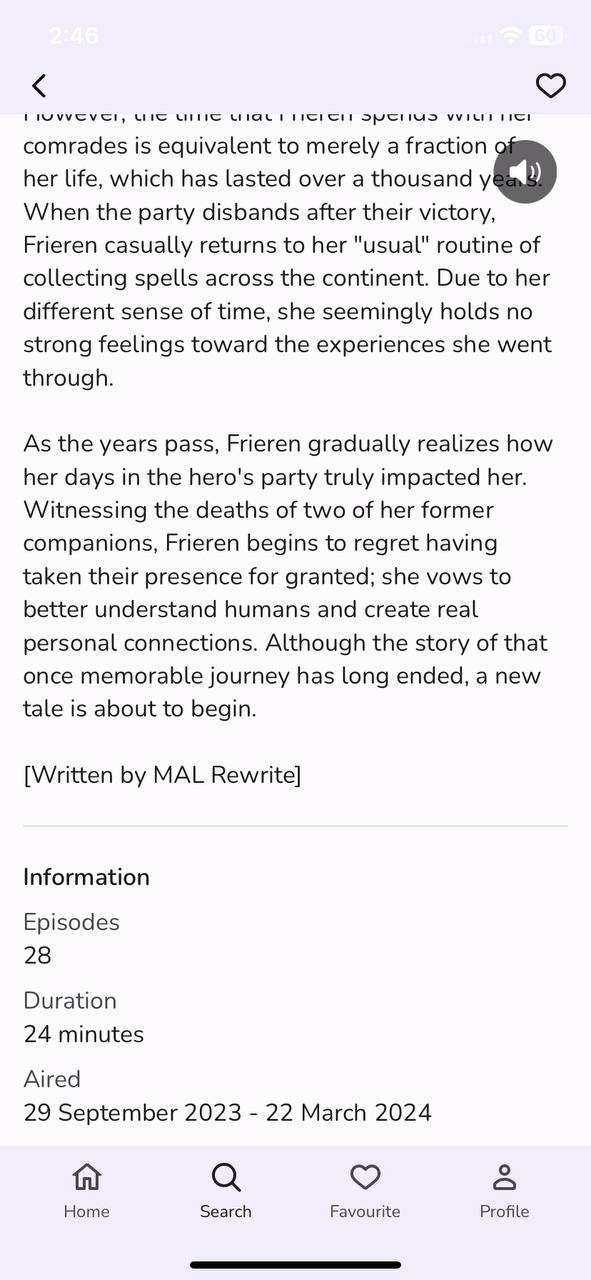 2:46
60
However, the time that Frieren spends with her
comrades is equivalent to merely a fraction of
her life, which has lasted over a thousand years.
When the party disbands after their victory,
Frieren casually returns to her "usual" routine of
collecting spells across the continent. Due to her
different sense of time, she seemingly holds no
strong feelings toward the experiences she went
through.
As the years pass, Frieren gradually realizes how
her days in the hero's party truly impacted her.
Witnessing the deaths of two of her former
companions, Frieren begins to regret having
taken their presence for granted; she vows to
better understand humans and create real
personal connections. Although the story of that
once memorable journey has long ended, a new
tale is about to begin.
[Written by MAL Rewrite]
Information
Episodes
28
Duration
24 minutes
Aired
29 September 2023 - 22 March 2024
Home
Search
Favourite
Profile